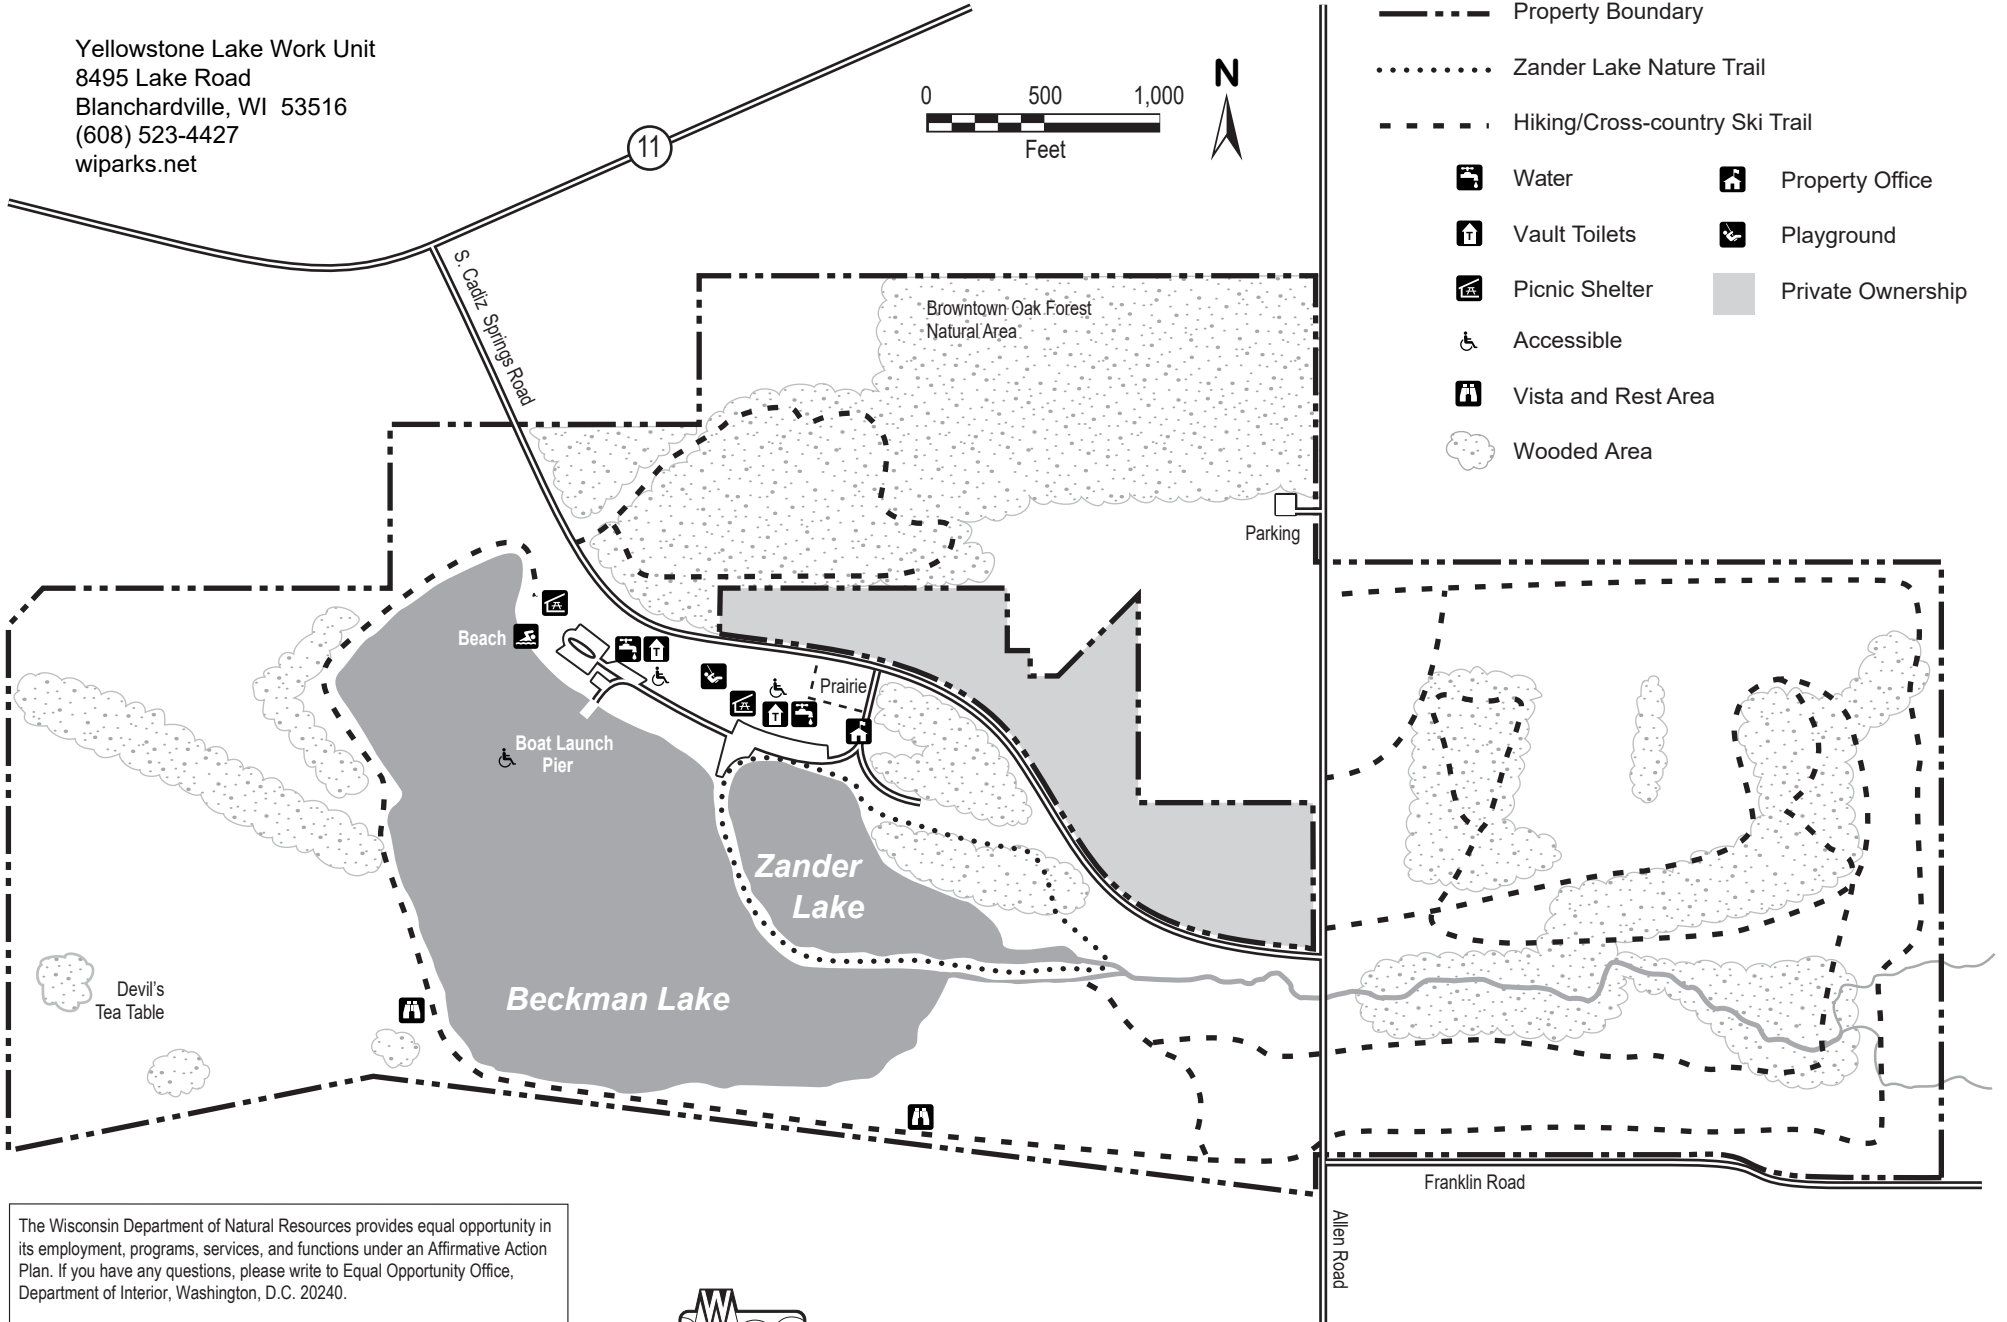 Yellowstone Lake Work Unit
8495 Lake Road
Blanchardville, WI  53516
(608) 523-4427
wiparks.net
11
0 500 1,000
Feet
N
Property Boundary
Zander Lake Nature Trail
Hiking/Cross-country Ski Trail
Water
Property Office
T
Vault Toilets
Playground
Picnic Shelter
Private Ownership
Accessible
Vista and Rest Area
Wooded Area
S. Cadiz Springs Road
Browntown Oak Forest
Natural Area
Parking
Beach
T
Prairie
T
Boat Launch
Pier
Zander
Lake
Beckman Lake
Devil's
Tea Table
Franklin Road
Allen Road
The Wisconsin Department of Natural Resources provides equal opportunity in
its employment, programs, services, and functions under an Affirmative Action
Plan. If you have any questions, please write to Equal Opportunity Office,
Department of Interior, Washington, D.C. 20240.
W